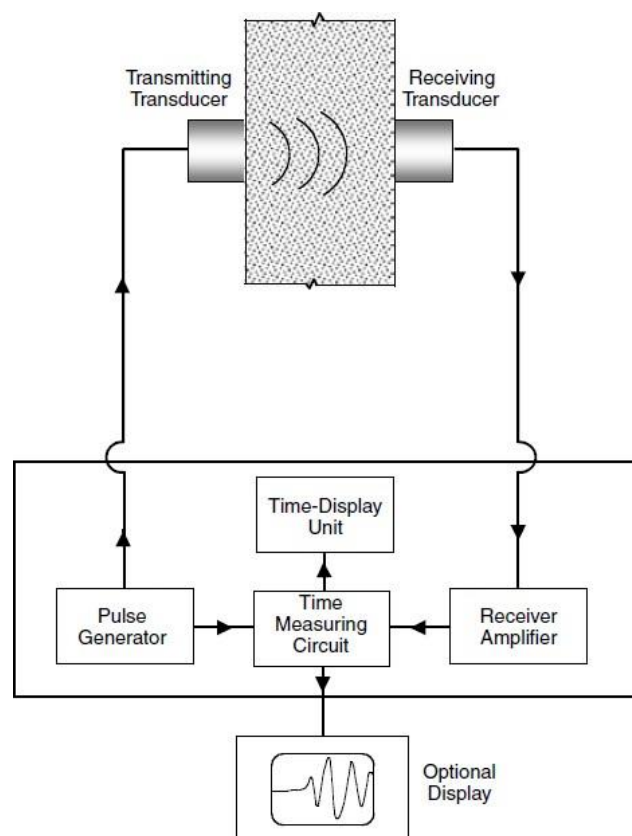 Transmitting
Transducer
Receiving
Transducer
Time-Display
Unit
Pulse
Generator
Time
Measuring
Circuit
Receiver
Amplifier
Optional
Display